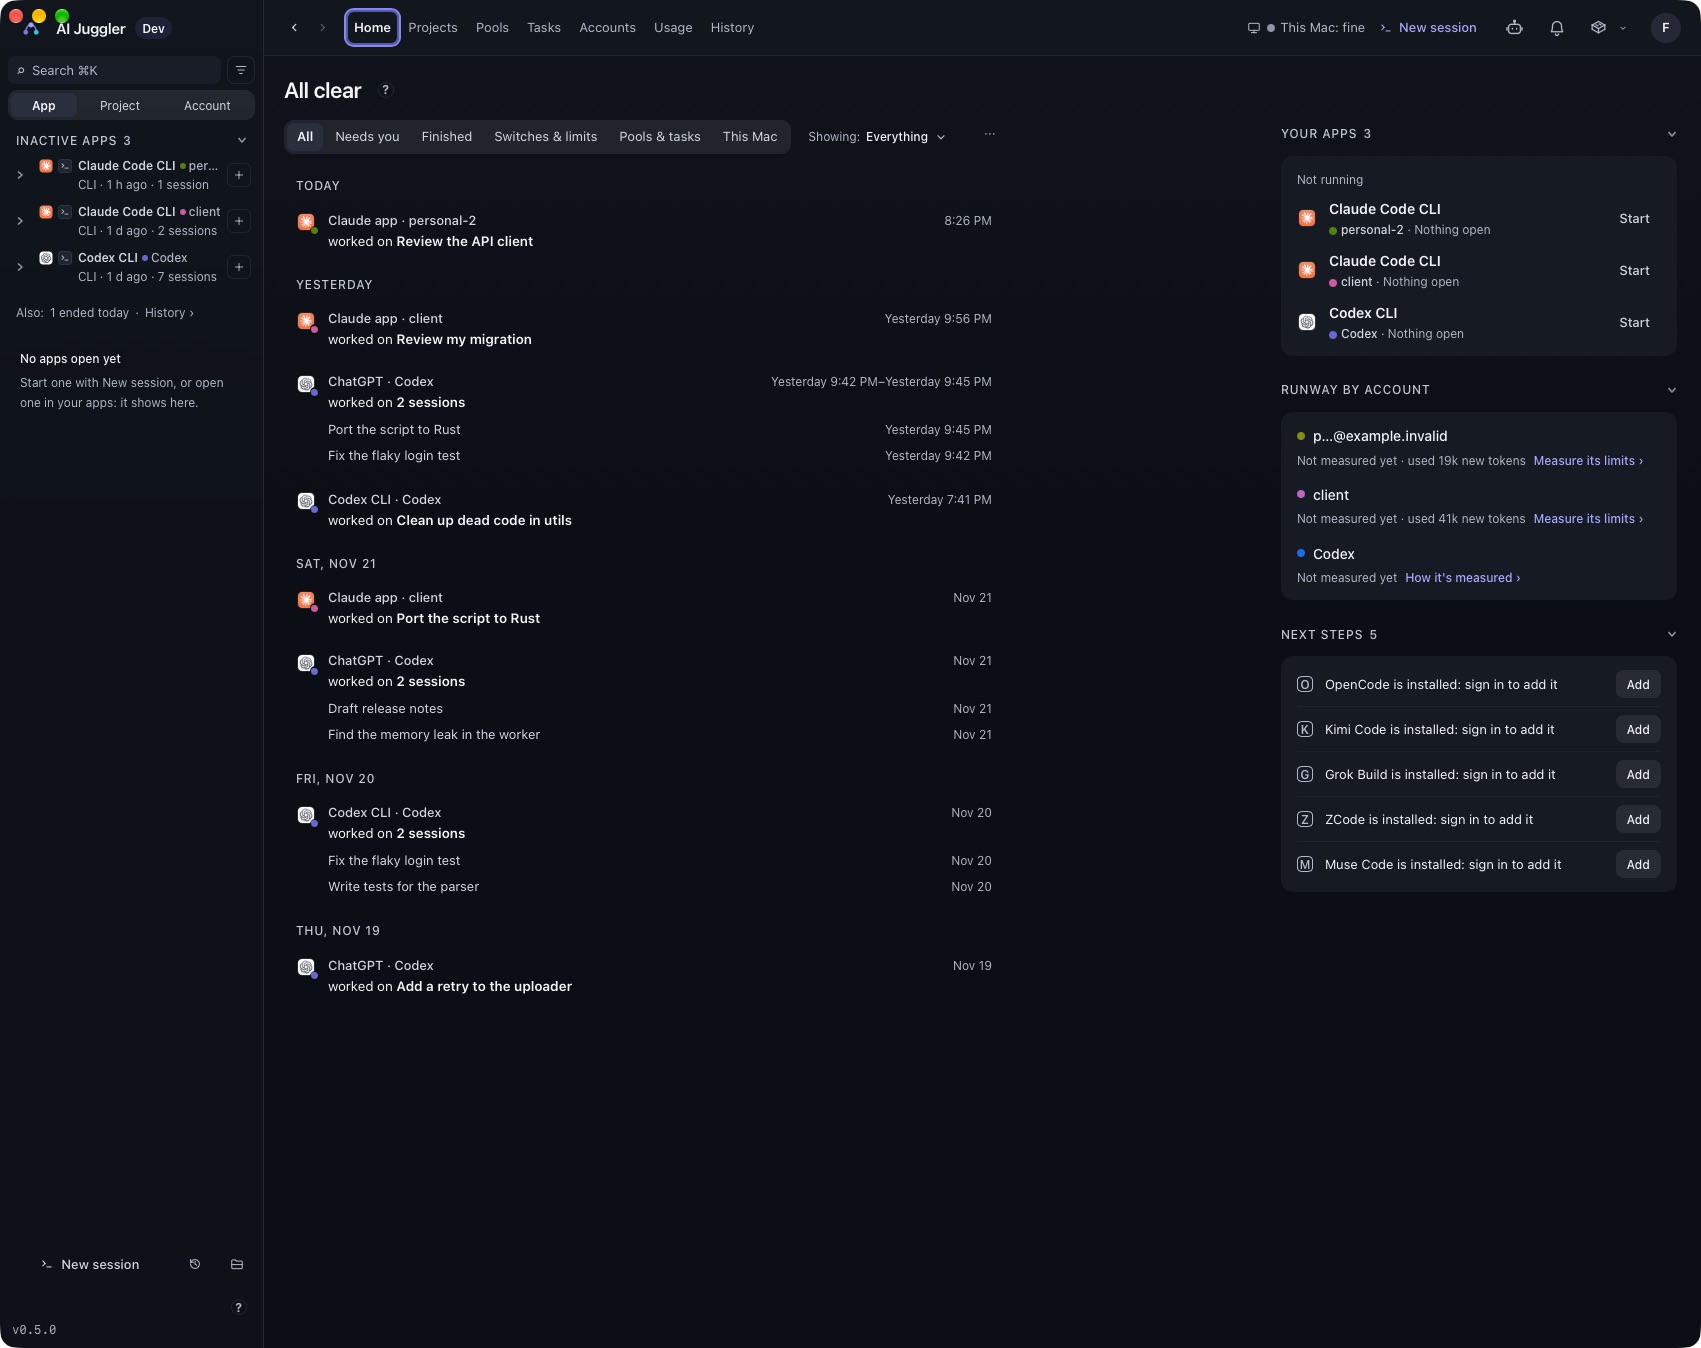 AI Juggler Dev
Search ⌘K
App Project Account
INACTIVE APPS 3
Claude Code CLI per...
CLI · 1 h ago · 1 session
Claude Code CLI client
CLI · 1 d ago · 2 sessions
Codex CLI Codex
CLI · 1 d ago · 7 sessions
Also: 1 ended today · History ›
No apps open yet
Start one with New session, or open
one in your apps: it shows here.
New session
?
v0.5.0
Home Projects Pools Tasks Accounts Usage History
This Mac: fine New session F
All clear ?
All Needs you Finished Switches & limits Pools & tasks This Mac Showing: Everything ...
TODAY
Claude app · personal-2 8:26 PM
worked on Review the API client
YESTERDAY
Claude app · client Yesterday 9:56 PM
worked on Review my migration
ChatGPT · Codex Yesterday 9:42 PM–Yesterday 9:45 PM
worked on 2 sessions
Port the script to Rust Yesterday 9:45 PM
Fix the flaky login test Yesterday 9:42 PM
Codex CLI · Codex Yesterday 7:41 PM
worked on Clean up dead code in utils
SAT, NOV 21
Claude app · client Nov 21
worked on Port the script to Rust
ChatGPT · Codex Nov 21
worked on 2 sessions
Draft release notes Nov 21
Find the memory leak in the worker Nov 21
FRI, NOV 20
Codex CLI · Codex Nov 20
worked on 2 sessions
Fix the flaky login test Nov 20
Write tests for the parser Nov 20
THU, NOV 19
ChatGPT · Codex Nov 19
worked on Add a retry to the uploader
YOUR APPS 3
Not running
Claude Code CLI Start
personal-2 · Nothing open
Claude Code CLI Start
client · Nothing open
Codex CLI Start
Codex · Nothing open
RUNWAY BY ACCOUNT
p...@example.invalid
Not measured yet · used 19k new tokens Measure its limits ›
client
Not measured yet · used 41k new tokens Measure its limits ›
Codex
Not measured yet How it's measured ›
NEXT STEPS 5
O OpenCode is installed: sign in to add it Add
K Kimi Code is installed: sign in to add it Add
G Grok Build is installed: sign in to add it Add
Z ZCode is installed: sign in to add it Add
M Muse Code is installed: sign in to add it Add